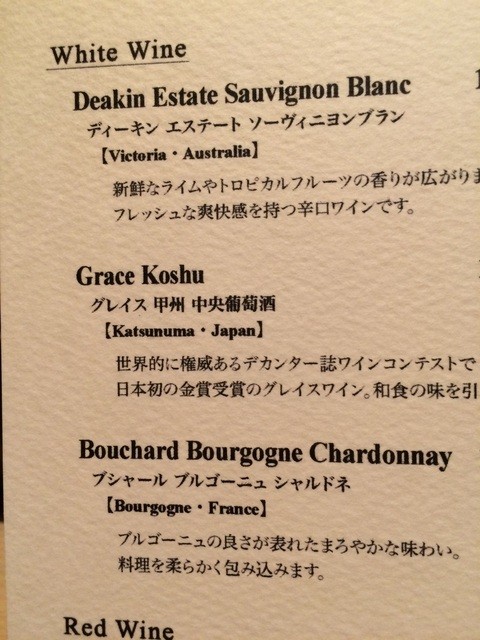 White Wine
Deakin Estate Sauvignon Blanc
ディーキン エステート ソーヴィニヨンブラン
【Victoria・Australia】
新鮮なライムやトロピカルフルーツの香りが広がりま
フレッシュな爽快感を持つ辛口ワインです。
Grace Koshu
グレイス 甲州 中央葡萄酒
【Katsunuma・Japan】
世界的に権威あるデカンター誌ワインコンテストで
日本初の金賞受賞のグレイスワイン。和食の味を引
Bouchard Bourgogne Chardonnay
ブシャール ブルゴーニュ シャルドネ
【Bourgogne・France】
ブルゴーニュの良さが表れたまろやかな味わい。
料理を柔らかく包み込みます。
Red Wine